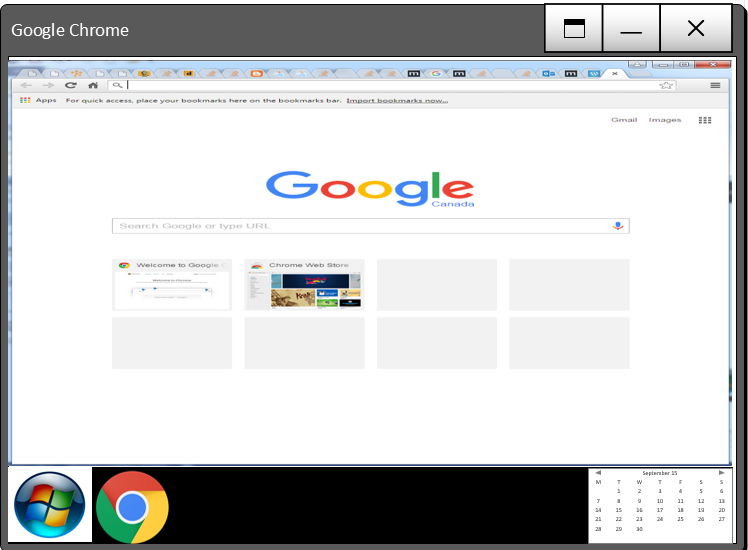 Google Chrome
Apps For quick access, place your bookmarks here on the bookmarks bar. Import bookmarks now...
Gmail Images
Google
Canada
Search Google or type URL
Welcome to Google C
Chrome Web Store
September 15
M T W T F S S
1 2 3 4 5 6
7 8 9 10 11 12 13
14 15 16 17 18 19 20
21 22 23 24 25 26 27
28 29 30